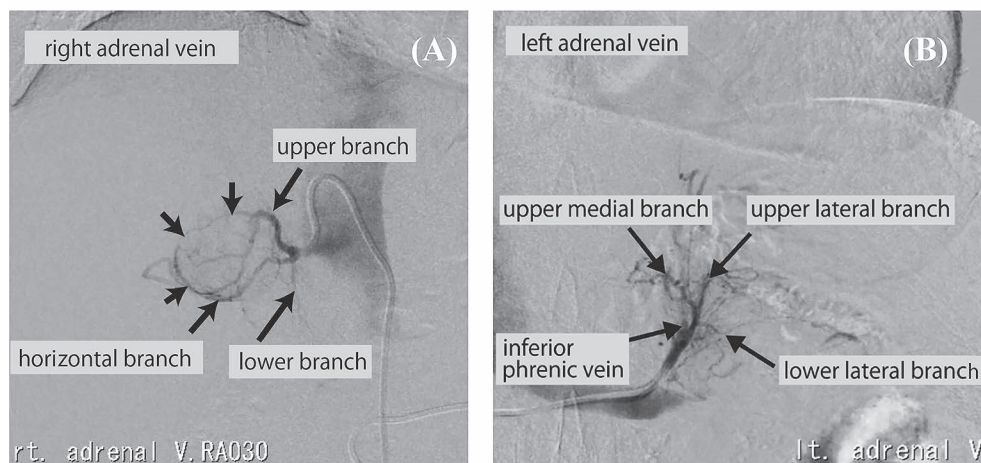 right adrenal vein
(A)
upper branch
horizontal branch
lower branch
rt. adrenal V.RAO30
left adrenal vein
(B)
upper medial branch
upper lateral branch
inferior
phrenic vein
lower lateral branch
lt. adrenal V